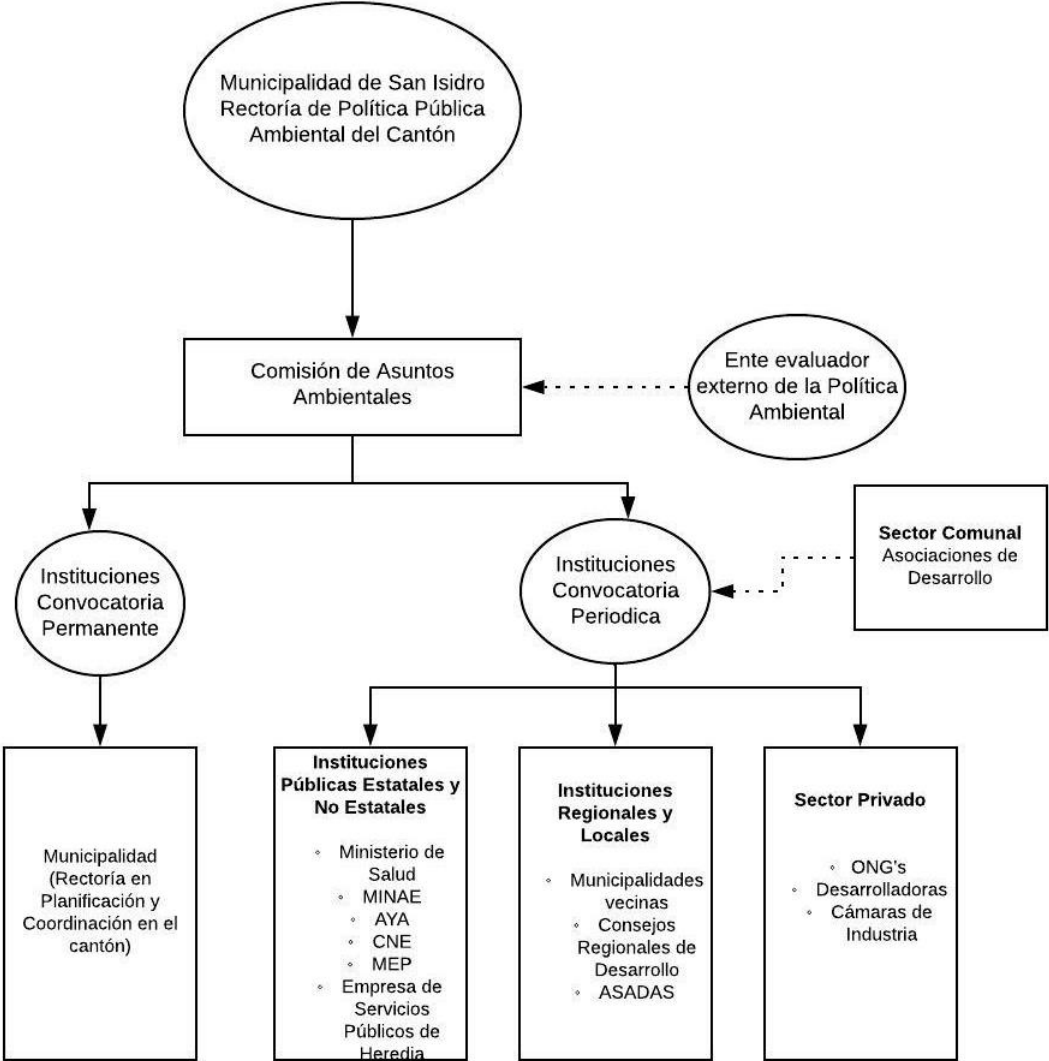 Municipalidad de San Isidro
Rectoría de Política Pública
Ambiental del Cantón
Comisión de Asuntos
Ambientales
Ente evaluador
externo de la Política
Ambiental
Sector Comunal
Asociaciones de
Desarrollo
Instituciones
Convocatoria
Permanente
Instituciones
Convocatoria
Periodica
Municipalidad
(Rectoría en
Planificación y
Coordinación en el
cantón)
Instituciones
Públicas Estatales y
No Estatales
◦ Ministerio de
Salud
◦ MINAE
◦ AYA
◦ CNE
◦ MEP
◦ Empresa de
Servicios
Públicos de
Heredia
Instituciones
Regionales y
Locales
◦ Municipalidades
vecinas
◦ Consejos
Regionales de
Desarrollo
◦ ASADAS
Sector Privado
◦ ONG's
◦ Desarrolladoras
◦ Cámaras de
Industria